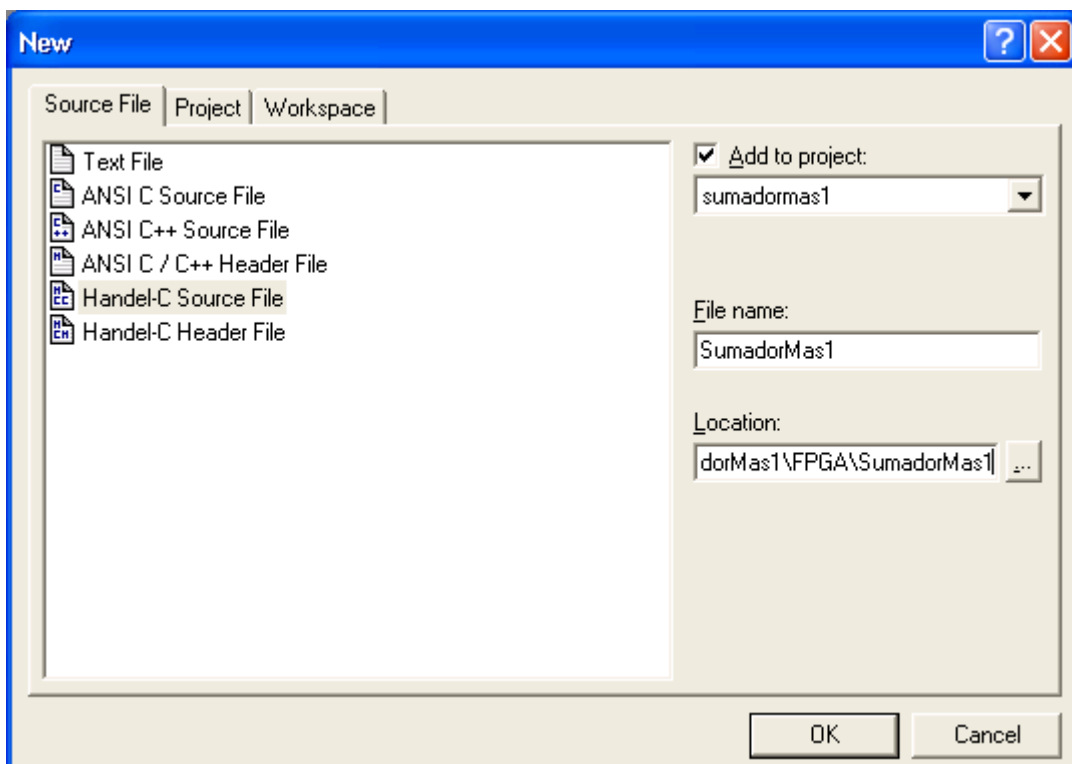 New
Source File Project Workspace
Text File
ANSI C Source File
ANSI C++ Source File
ANSI C / C++ Header File
Handel-C Source File
Handel-C Header File
Add to project:
sumadormas1
File name:
SumadorMas1
Location:
dorMas1\FPGA\SumadorMas1
...
OK Cancel